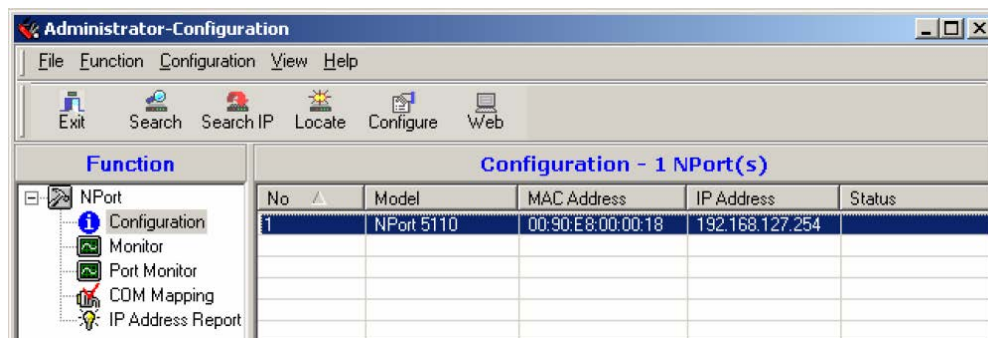 Administrator-Configuration
File Function Configuration View Help
Exit Search Search IP Locate Configure Web
Function
Configuration - 1 NPort(s)
NPort
Configuration
Monitor
Port Monitor
COM Mapping
IP Address Report
No Model MAC Address IP Address Status
1 NPort 5110 00:90:E8:00:00:18 192.168.127.254